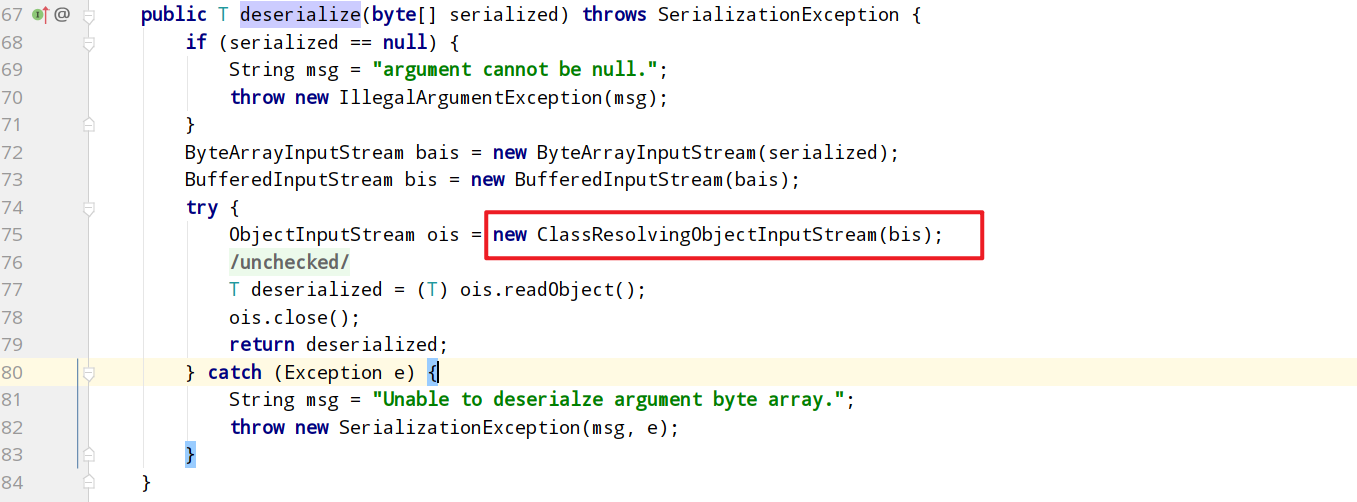 67 @ public T deserialize(byte[] serialized) throws SerializationException {
68 if (serialized == null) {
69 String msg = "argument cannot be null.";
70 throw new IllegalArgumentException(msg);
71 }
72 ByteArrayInputStream bais = new ByteArrayInputStream(serialized);
73 BufferedInputStream bis = new BufferedInputStream(bais);
74 try {
75 ObjectInputStream ois = new ClassResolvingObjectInputStream(bis);
76 /unchecked/
77 T deserialized = (T) ois.readObject();
78 ois.close();
79 return deserialized;
80 } catch (Exception e) {
81 String msg = "Unable to deserialze argument byte array.";
82 throw new SerializationException(msg, e);
83 }
84 }